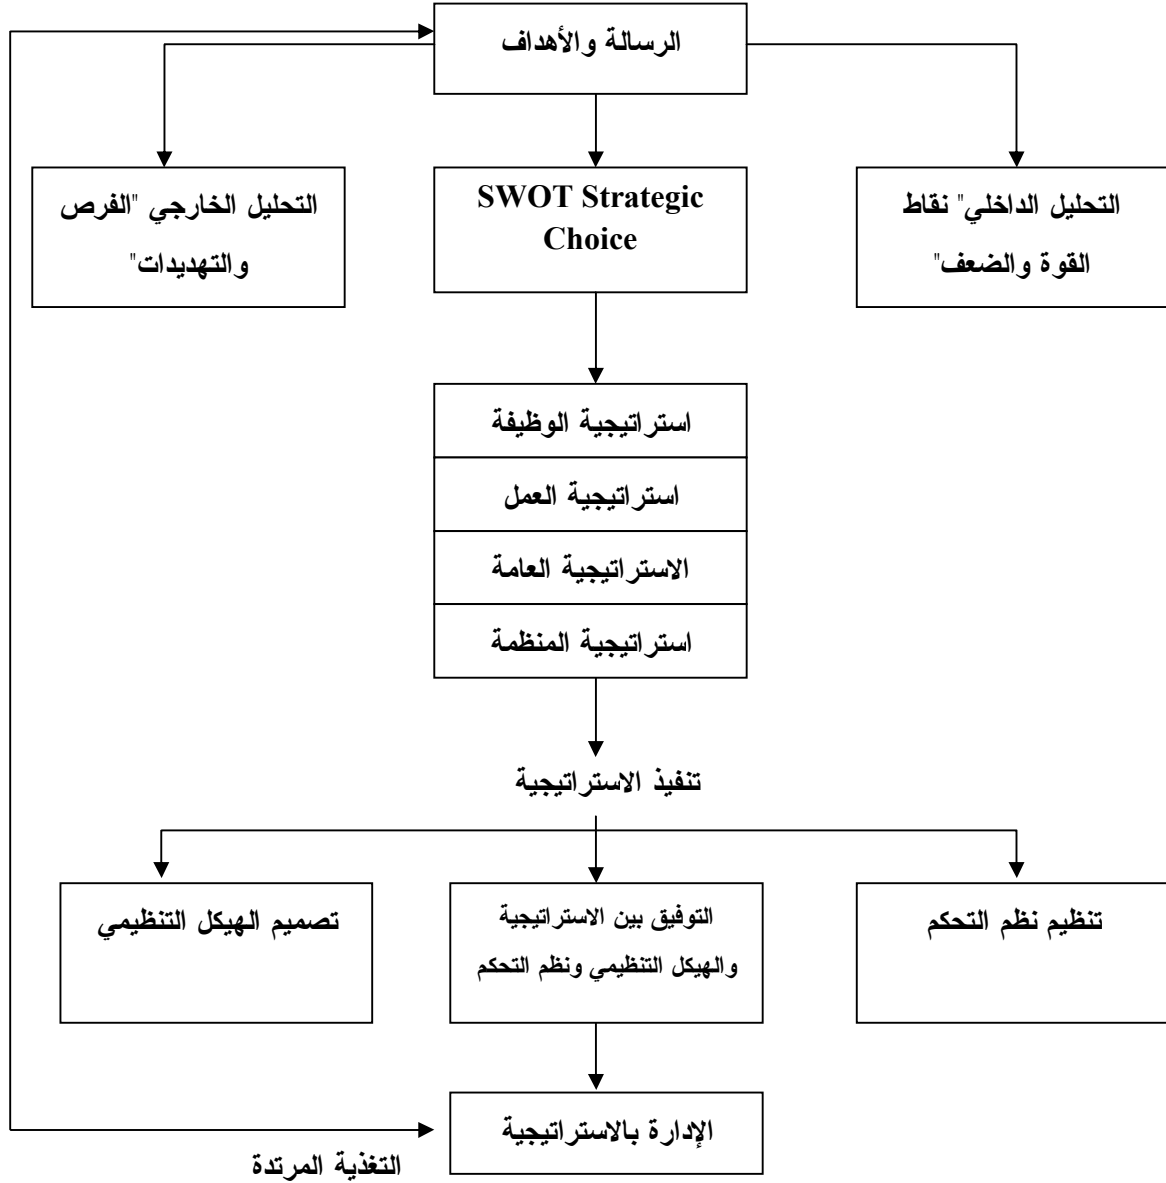 الرسالة والأهداف
التحليل الداخلي" نقاط
القوة والضعف"
SWOT Strategic
Choice
التحليل الخارجي "الفرص
والتهديدات"
استراتيجية الوظيفة
استراتيجية العمل
الاستراتيجية العامة
استراتيجية المنظمة
تنفيذ الاستراتيجية
تنظيم نظم التحكم
التوفيق بين الاستراتيجية
والهيكل التنظيمي ونظم التحكم
تصميم الهيكل التنظيمي
الإدارة بالاستراتيجية
التغذية المرتدة